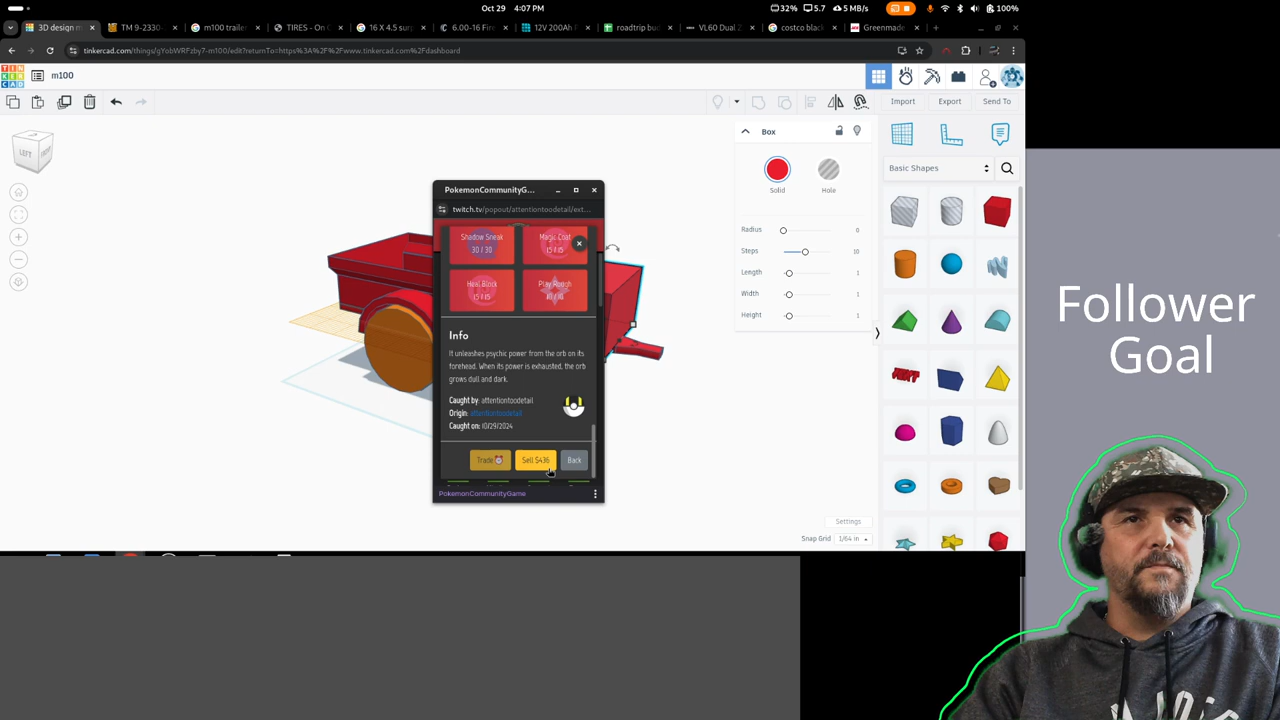 Oct 29 4:07 PM
32% 5.7 5 MB/s 100%
3D design m TM 9-2330- m100 trailer TIRES - On 16 X 4.5 sur 6.00-16 Fire 12V 200Ah roadtrip bud VL60 Dual 2 costco black Greenmade
tinkercad.com/things/gYobWRFzby7-m100/edit?returnTo=https%3A%2F%2Fwww.tinkercad.com%2Fdashboard
TIN
KER
CAD
m100
Import Export Send To
LEFT
Box
Solid Hole
Radius 0
Steps 10
Length 1
Width 1
Height 1
Basic Shapes
PokemonCommunityG...
twitch.tv/popout/attentiontoodetail/ext...
Shadow Sneak
30 / 30
Magic Coat
15 / 15
Heal Block
15 / 15
Play Rough
10 / 10
Info
It unleashes psychic power from the orb on its
forehead. When its power is exhausted, the orb
grows dull and dark.
Caught by: attentiontoodetail
Origin: attentiontoodetail
Caught on: 10/29/2024
Trade Sell $436 Back
PokemonCommunityGame
Settings
Snap Grid 1/64 in
Follower
Goal